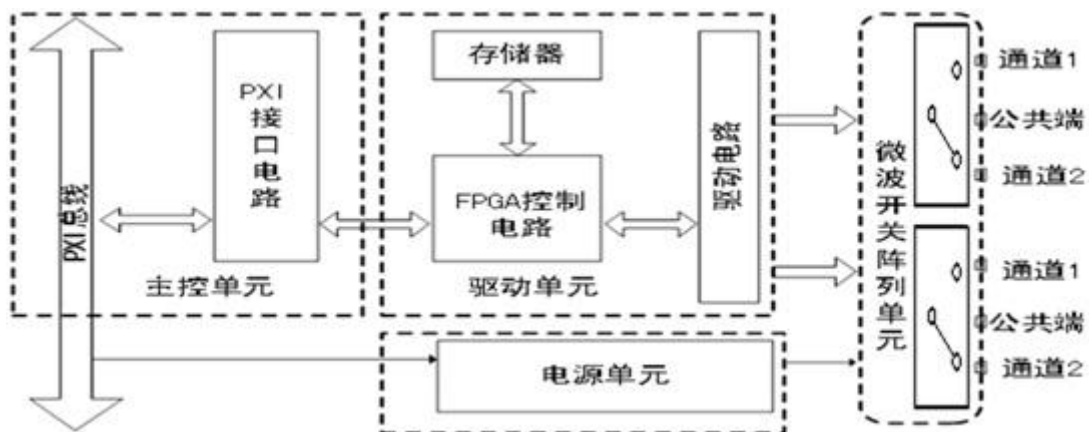 PXI总线
PXI
接
口
电
路
主控单元
存储器
FPGA控制
电路
驱动电路
驱动单元
电源单元
微波开关阵列单元
通道1
公共端
通道2
通道1
公共端
通道2